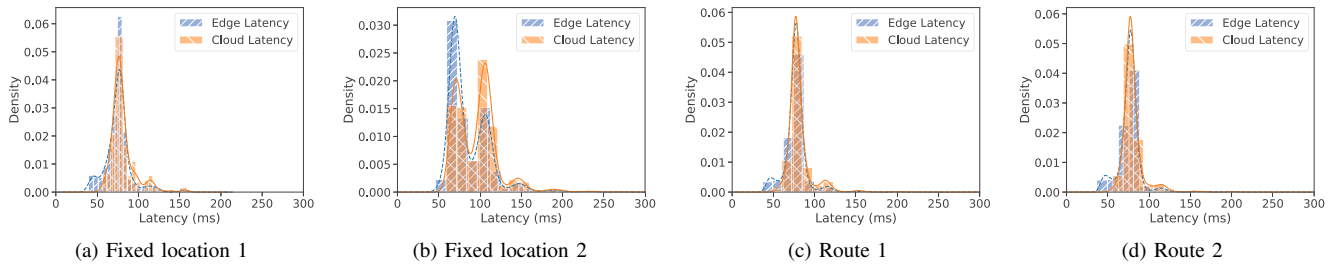 0.06
0.05
0.04
0.03
0.02
0.01
0.00
Density
0 50 100 150 200 250 300
Latency (ms)
Edge Latency
Cloud Latency
(a) Fixed location 1
0.030
0.025
0.020
0.015
0.010
0.005
0.000
Density
0 50 100 150 200 250 300
Latency (ms)
Edge Latency
Cloud Latency
(b) Fixed location 2
0.06
0.05
0.04
0.03
0.02
0.01
0.00
Density
0 50 100 150 200 250 300
Latency (ms)
Edge Latency
Cloud Latency
(c) Route 1
0.06
0.05
0.04
0.03
0.02
0.01
0.00
Density
0 50 100 150 200 250 300
Latency (ms)
Edge Latency
Cloud Latency
(d) Route 2